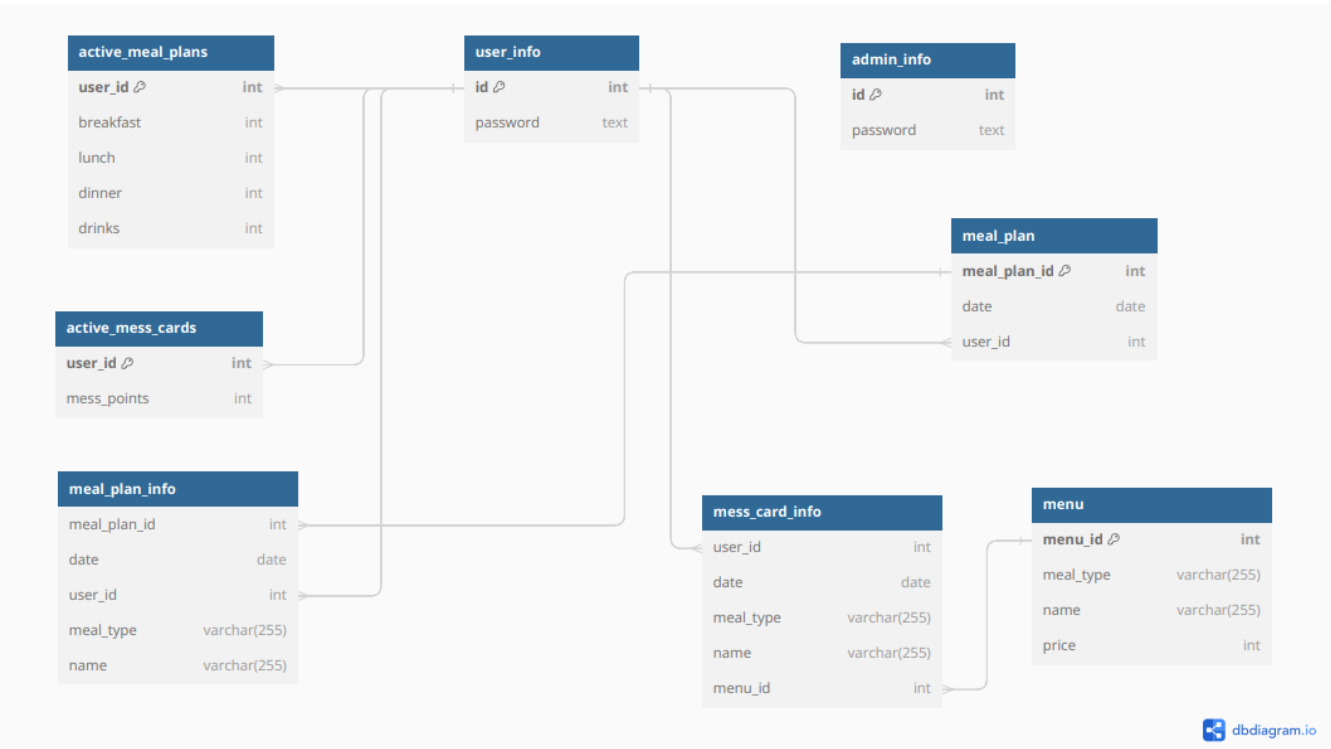 active_meal_plans
user_id int
breakfast int
lunch int
dinner int
drinks int
user_info
id int
password text
admin_info
id int
password text
meal_plan
meal_plan_id int
date date
user_id int
active_mess_cards
user_id int
mess_points int
meal_plan_info
meal_plan_id int
date date
user_id int
meal_type varchar(255)
name varchar(255)
mess_card_info
user_id int
date date
meal_type varchar(255)
name varchar(255)
menu_id int
menu
menu_id int
meal_type varchar(255)
name varchar(255)
price int
dbdiagram.io